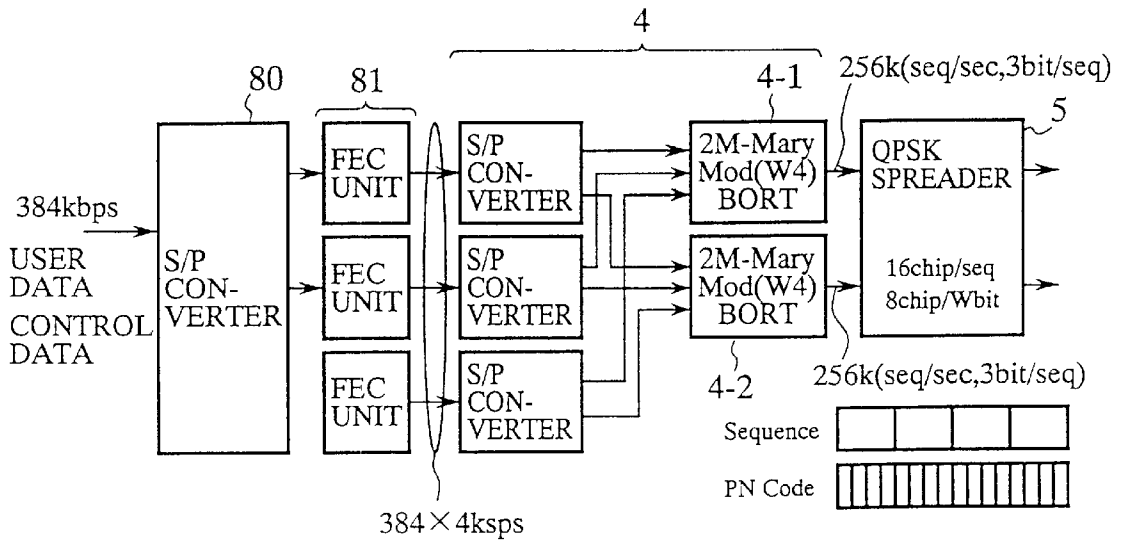 4
80
81
4-1
256k(seq/sec,3bit/seq)
5
384kbps
USER
DATA
CONTROL
DATA
S/P
CON-
VERTER
FEC
UNIT
FEC
UNIT
FEC
UNIT
S/P
CON-
VERTER
S/P
CON-
VERTER
S/P
CON-
VERTER
2M-Mary
Mod(W4)
BORT
2M-Mary
Mod(W4)
BORT
4-2
QPSK
SPREADER
16chip/seq
8chip/Wbit
256k(seq/sec,3bit/seq)
Sequence
PN Code
384×4ksps